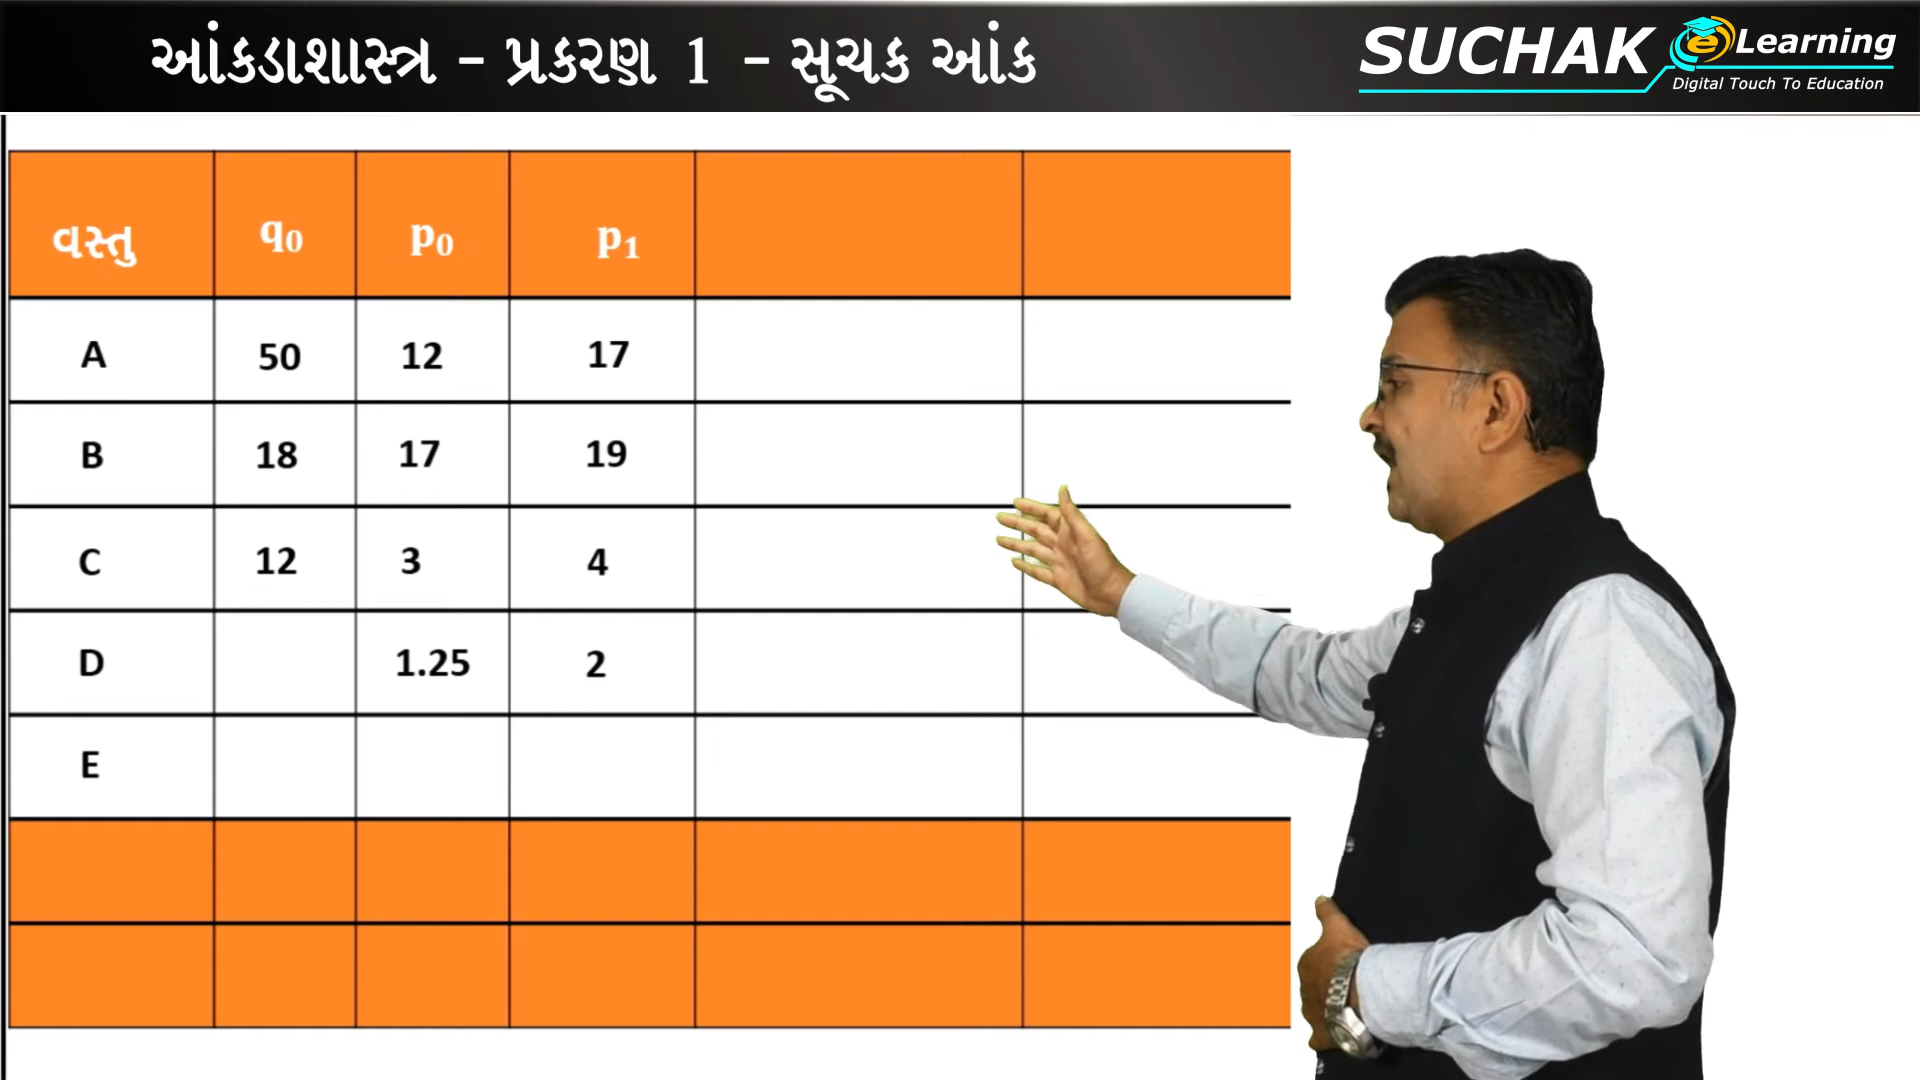 આંકડાશાસ્ત્ર - પ્રકરણ 1 - સૂચક આંક
SUCHAK eLearning
Digital Touch To Education
વસ્તુ q0 p0 p1
A 50 12 17
B 18 17 19
C 12 3 4
D 1.25 2
E